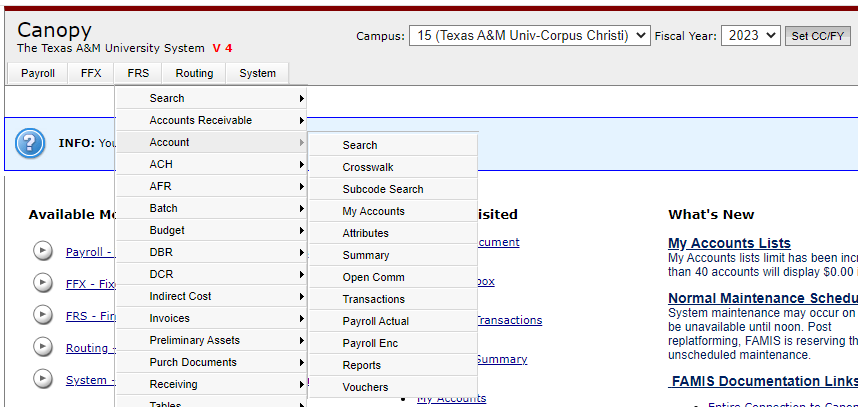 Canopy
The Texas A&M University System V 4
Campus: 15 (Texas A&M Univ-Corpus Christi) Fiscal Year: 2023 Set CC/FY
Payroll FFX FRS Routing System
INFO: You
Search
Accounts Receivable
Account
ACH
AFR
Batch
Budget
DBR
DCR
Indirect Cost
Invoices
Preliminary Assets
Purch Documents
Receiving
Tables
Search
Crosswalk
Subcode Search
My Accounts
Attributes
Summary
Open Comm
Transactions
Payroll Actual
Payroll Enc
Reports
Vouchers
Available Mo
Payroll -
FFX - Fix
FRS - Fin
Routing -
System -
isited
cument
box
Transactions
Summary
My Accounts
What's New
My Accounts Lists
My Accounts lists limit has been incr
than 40 accounts will display $0.00 i
Normal Maintenance Schedu
System maintenance may occur on
be unavailable until noon. Post
replatforming, FAMIS is reserving th
unscheduled maintenance.
FAMIS Documentation Links
Entire Connection to Canop